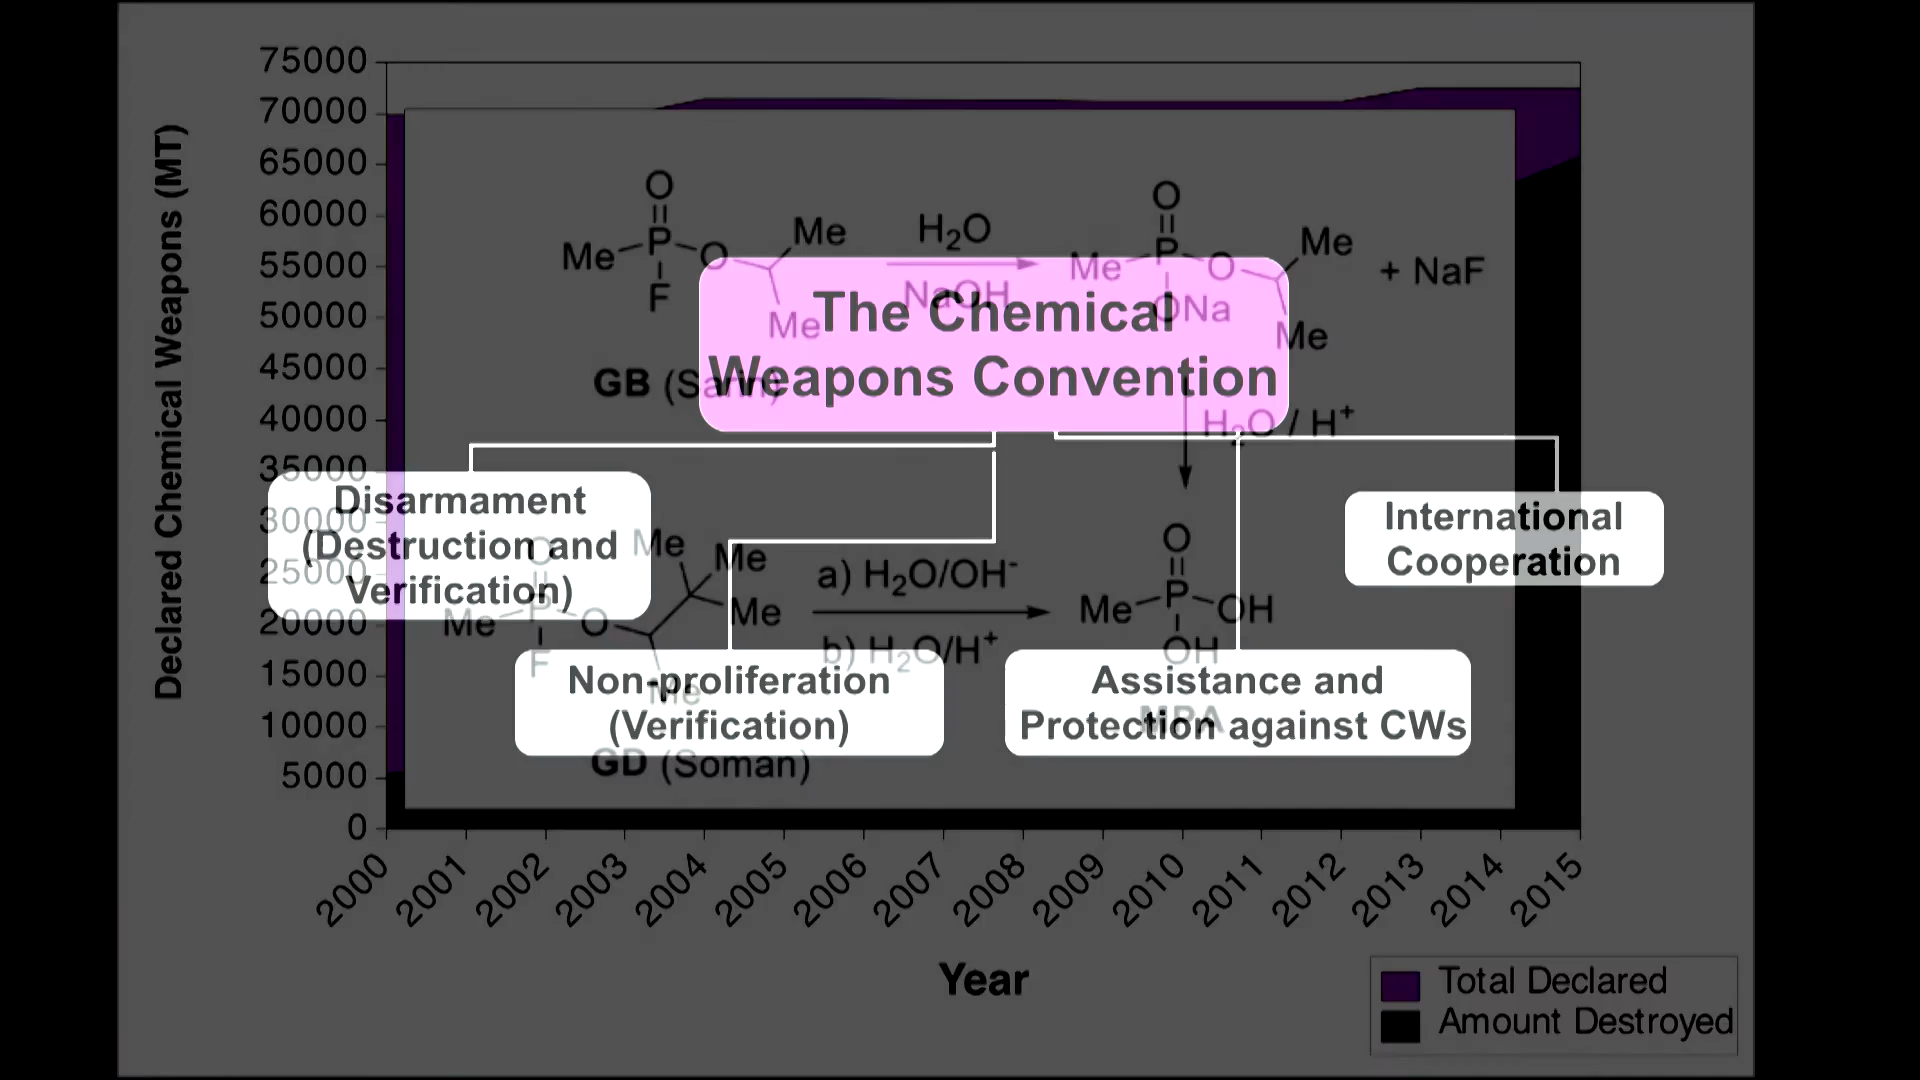 The Chemical
Weapons Convention
Disarmament
(Destruction and
Verification)
Non-proliferation
(Verification)
Assistance and
Protection against CWs
International
Cooperation
Declared Chemical Weapons (MT)
75000
70000
65000
60000
55000
50000
45000
40000
35000
30000
25000
20000
15000
10000
5000
0
2000
2001
2002
2003
2004
2005
2006
2007
2008
2009
2010
2011
2012
2013
2014
2015
Year
Total Declared
Amount Destroyed
O
Me
P
O
Me
F
Me
GB (Sarin)
H₂O
NaOH
O
Me
P
O
Me
ONa
Me
+ NaF
H₂O / H⁺
O
Me
P
O
F
Me
Me
Me
Me
GD (Soman)
a) H₂O/OH⁻
b) H₂O/H⁺
O
Me
P
OH
OH
MPA